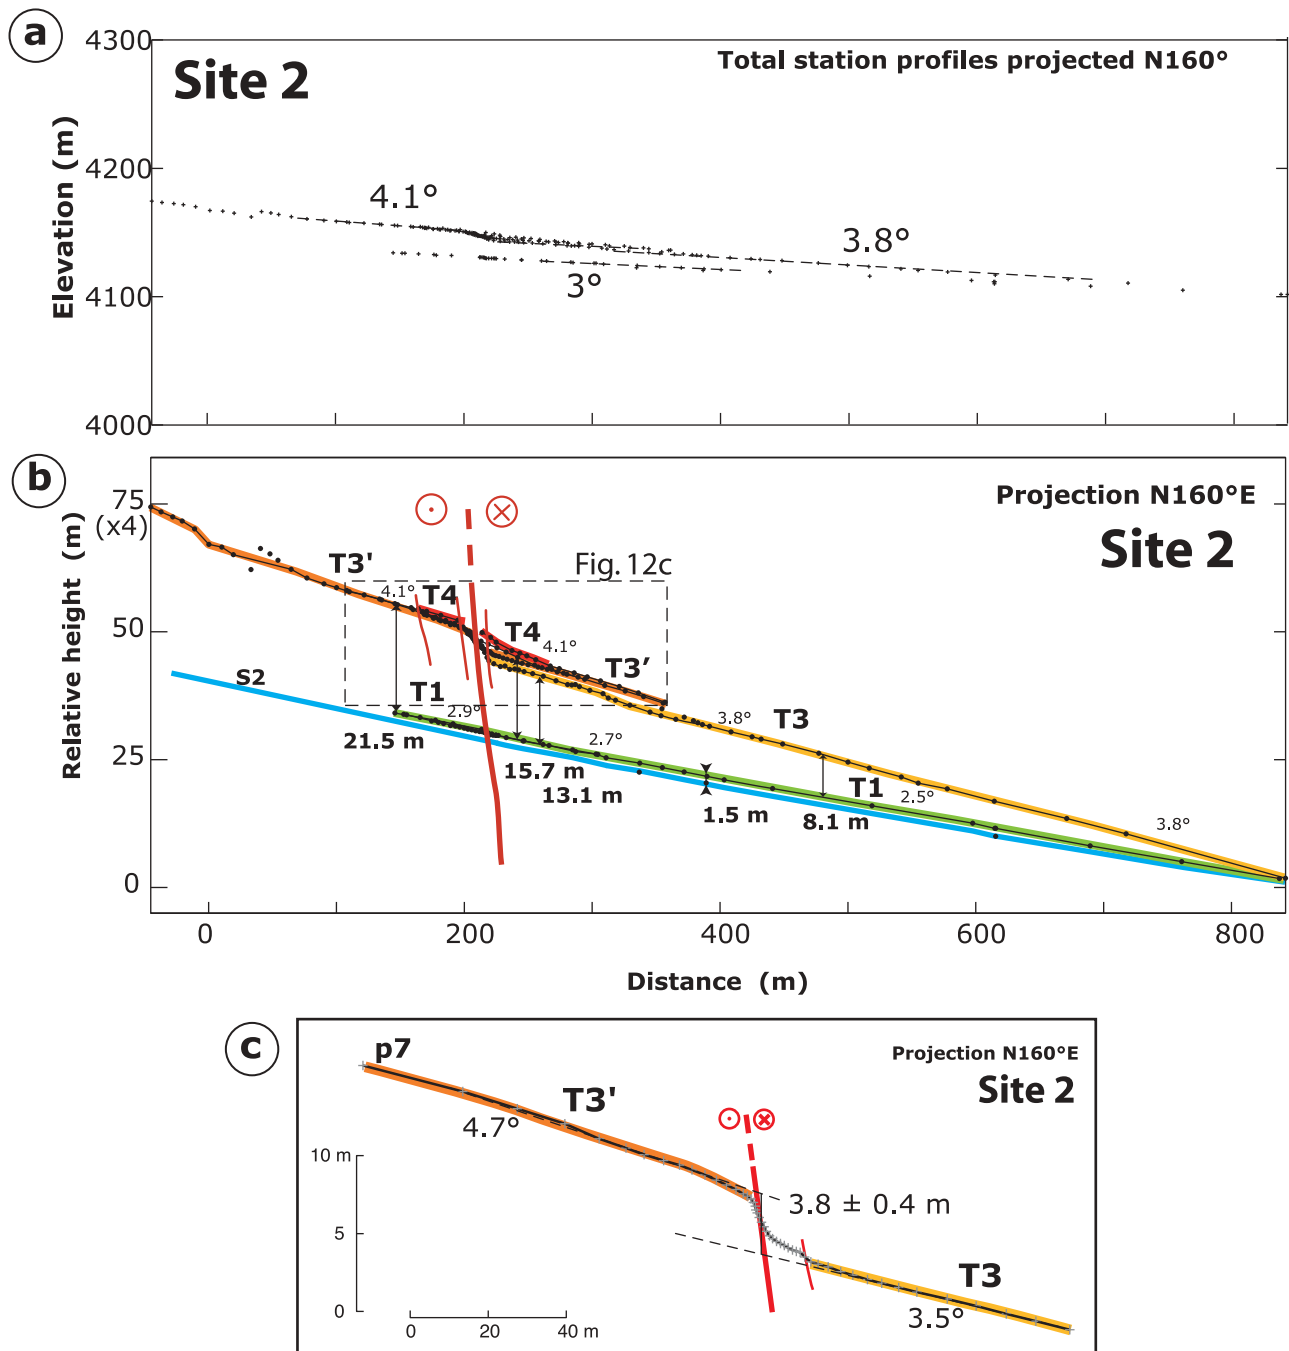 a
4300
Site 2
Total station profiles projected N160°
Elevation (m)
4200
4.1°
3.8°
3°
4100
4000
b
75
(x4)
Projection N160°E
Site 2
Fig. 12c
T3'
4.1°
T4
T4
4.1°
T3’
50
Relative height (m)
S2
T1
2.9°
3.8°
T3
21.5 m
2.7°
25
15.7 m
13.1 m
1.5 m
T1
2.5°
8.1 m
3.8°
0
0
200
400
600
800
Distance (m)
c
p7
Projection N160°E
Site 2
T3'
4.7°
10 m
3.8 ± 0.4 m
5
T3
0
3.5°
0
20
40 m